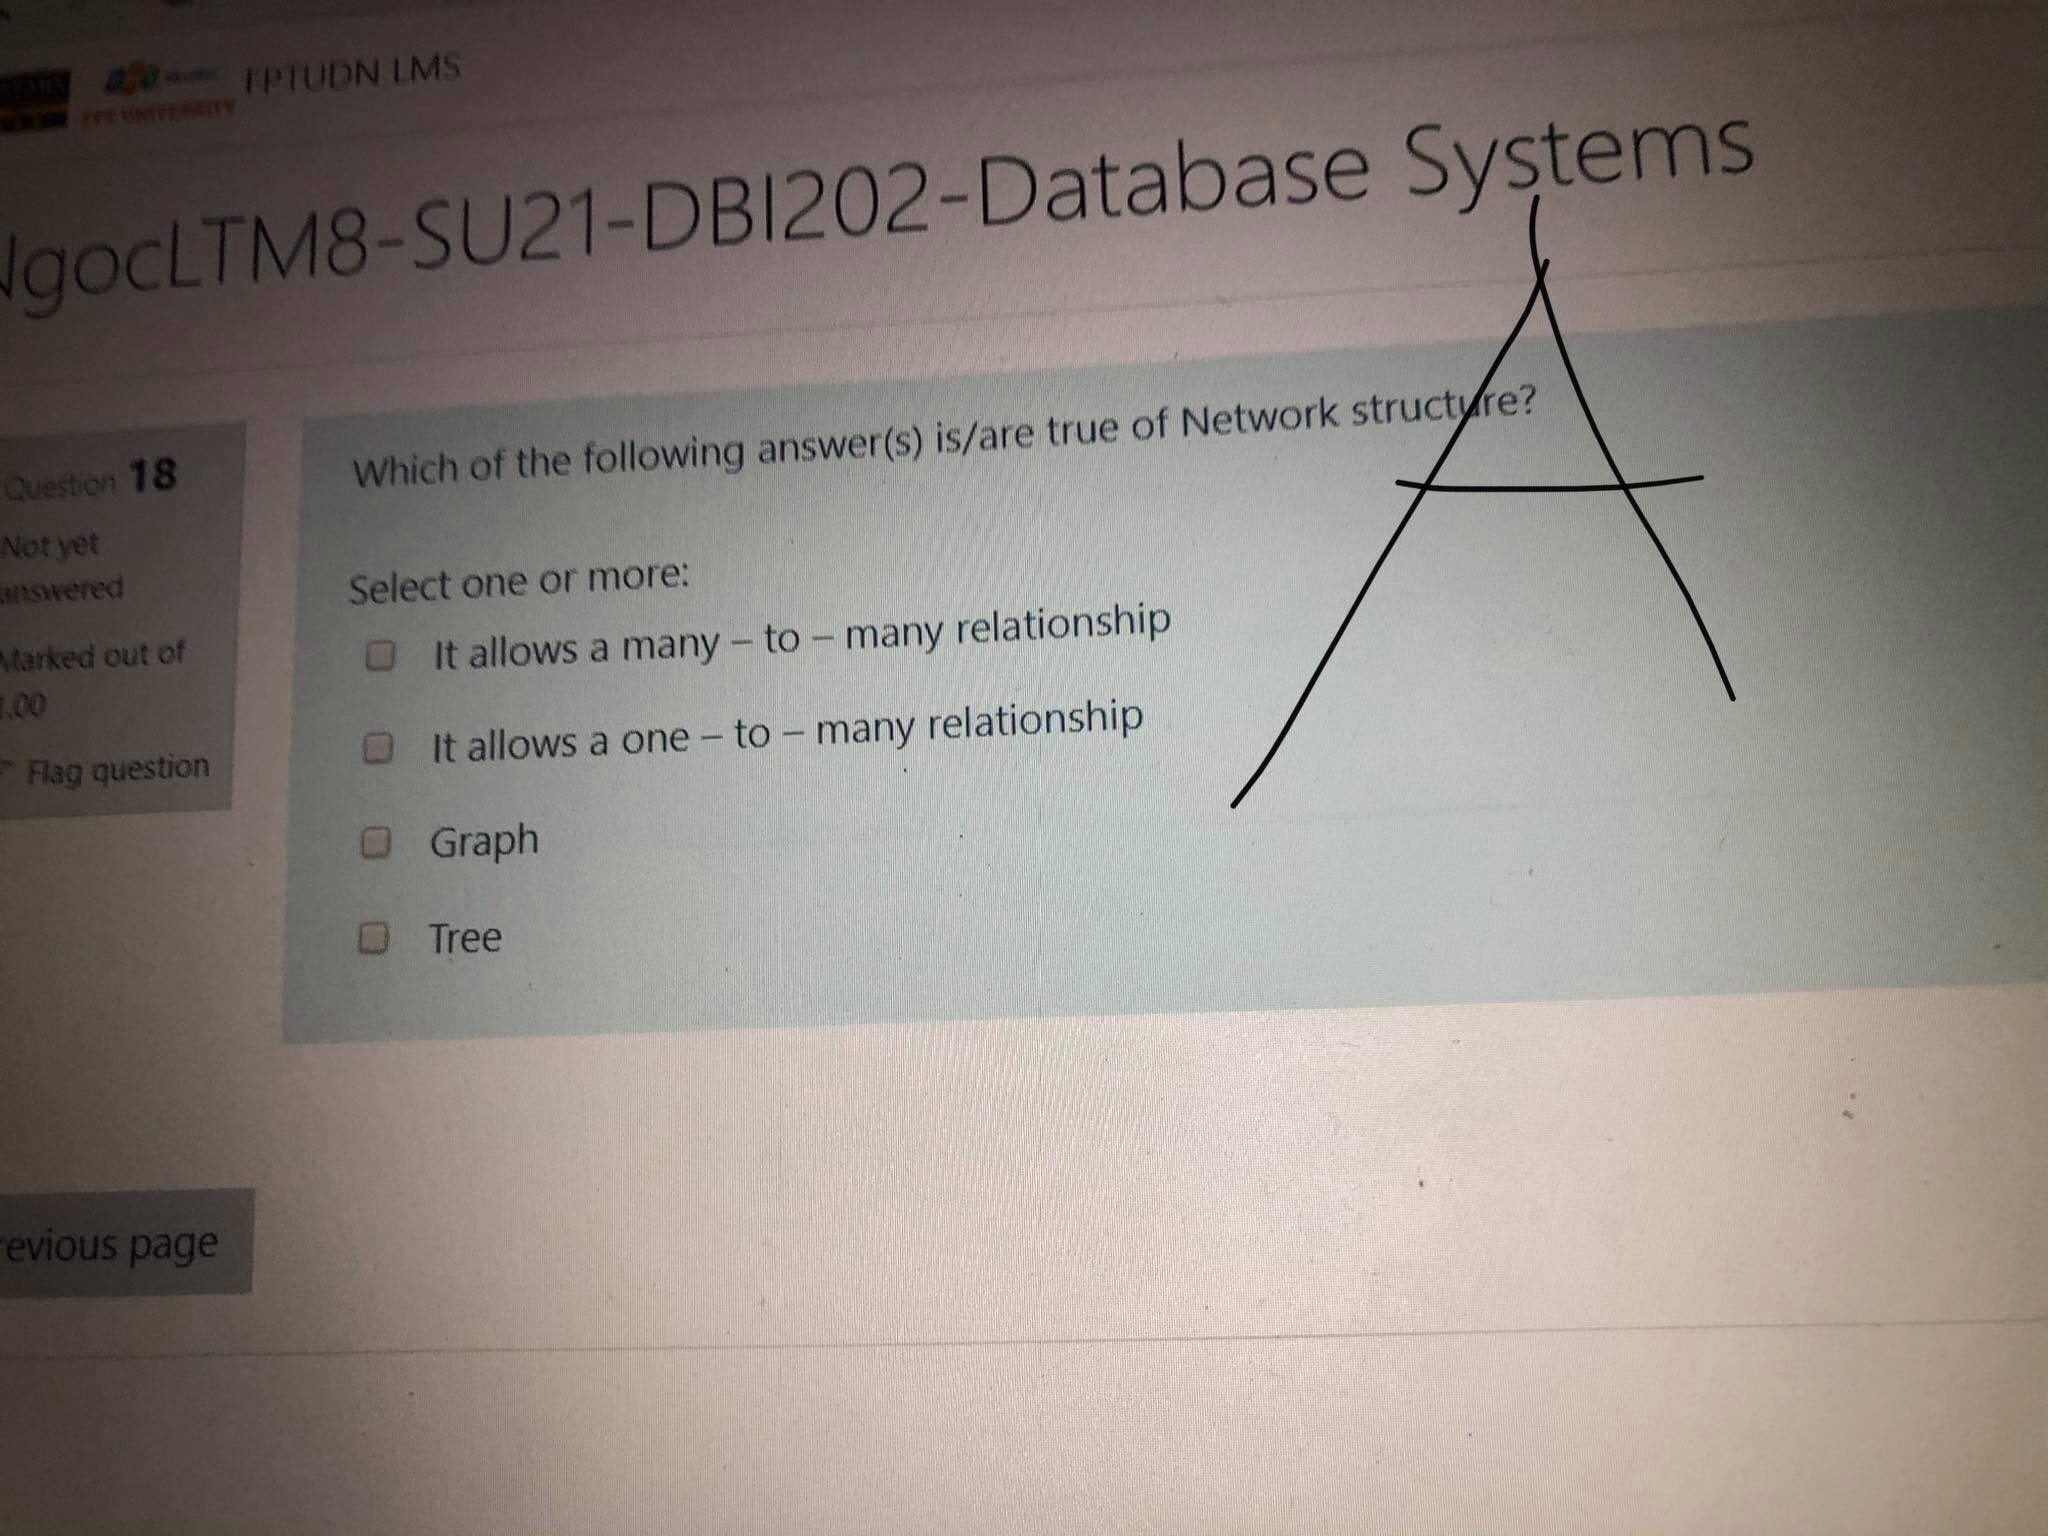 FPT UNIVERSITY
FPTUDN LMS
NgocLTM8-SU21-DBI202-Database Systems
A
Question 18
Not yet
answered
Marked out of
1.00
Flag question
Which of the following answer(s) is/are true of Network structure?
Select one or more:
It allows a many – to – many relationship
It allows a one – to – many relationship
Graph
Tree
revious page